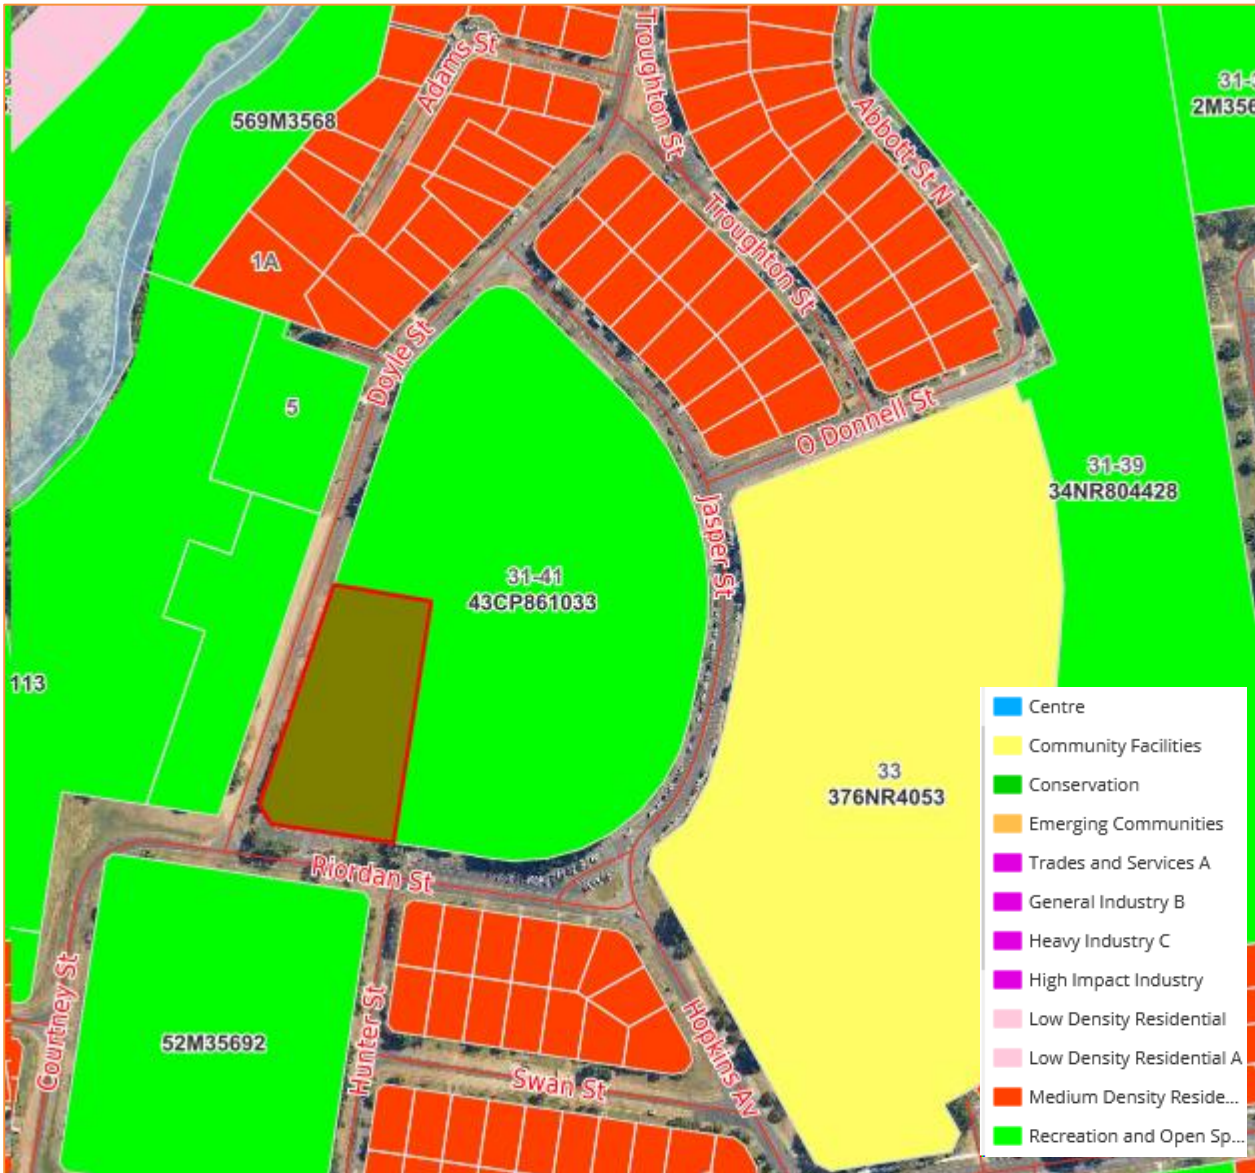 Adams St
Troughton St
31-3
2M356
569M3568
Abbott St N
Troughton St
1A
Doyle St
5
O Donnell St
31-39
34NR804428
Jasper St
31-41
43CP861033
113
33
376NR4053
Riordan St
Courtney St
Hunter St
52M35692
Hopkins Av
Swan St
Centre
Community Facilities
Conservation
Emerging Communities
Trades and Services A
General Industry B
Heavy Industry C
High Impact Industry
Low Density Residential
Low Density Residential A
Medium Density Reside...
Recreation and Open Sp...